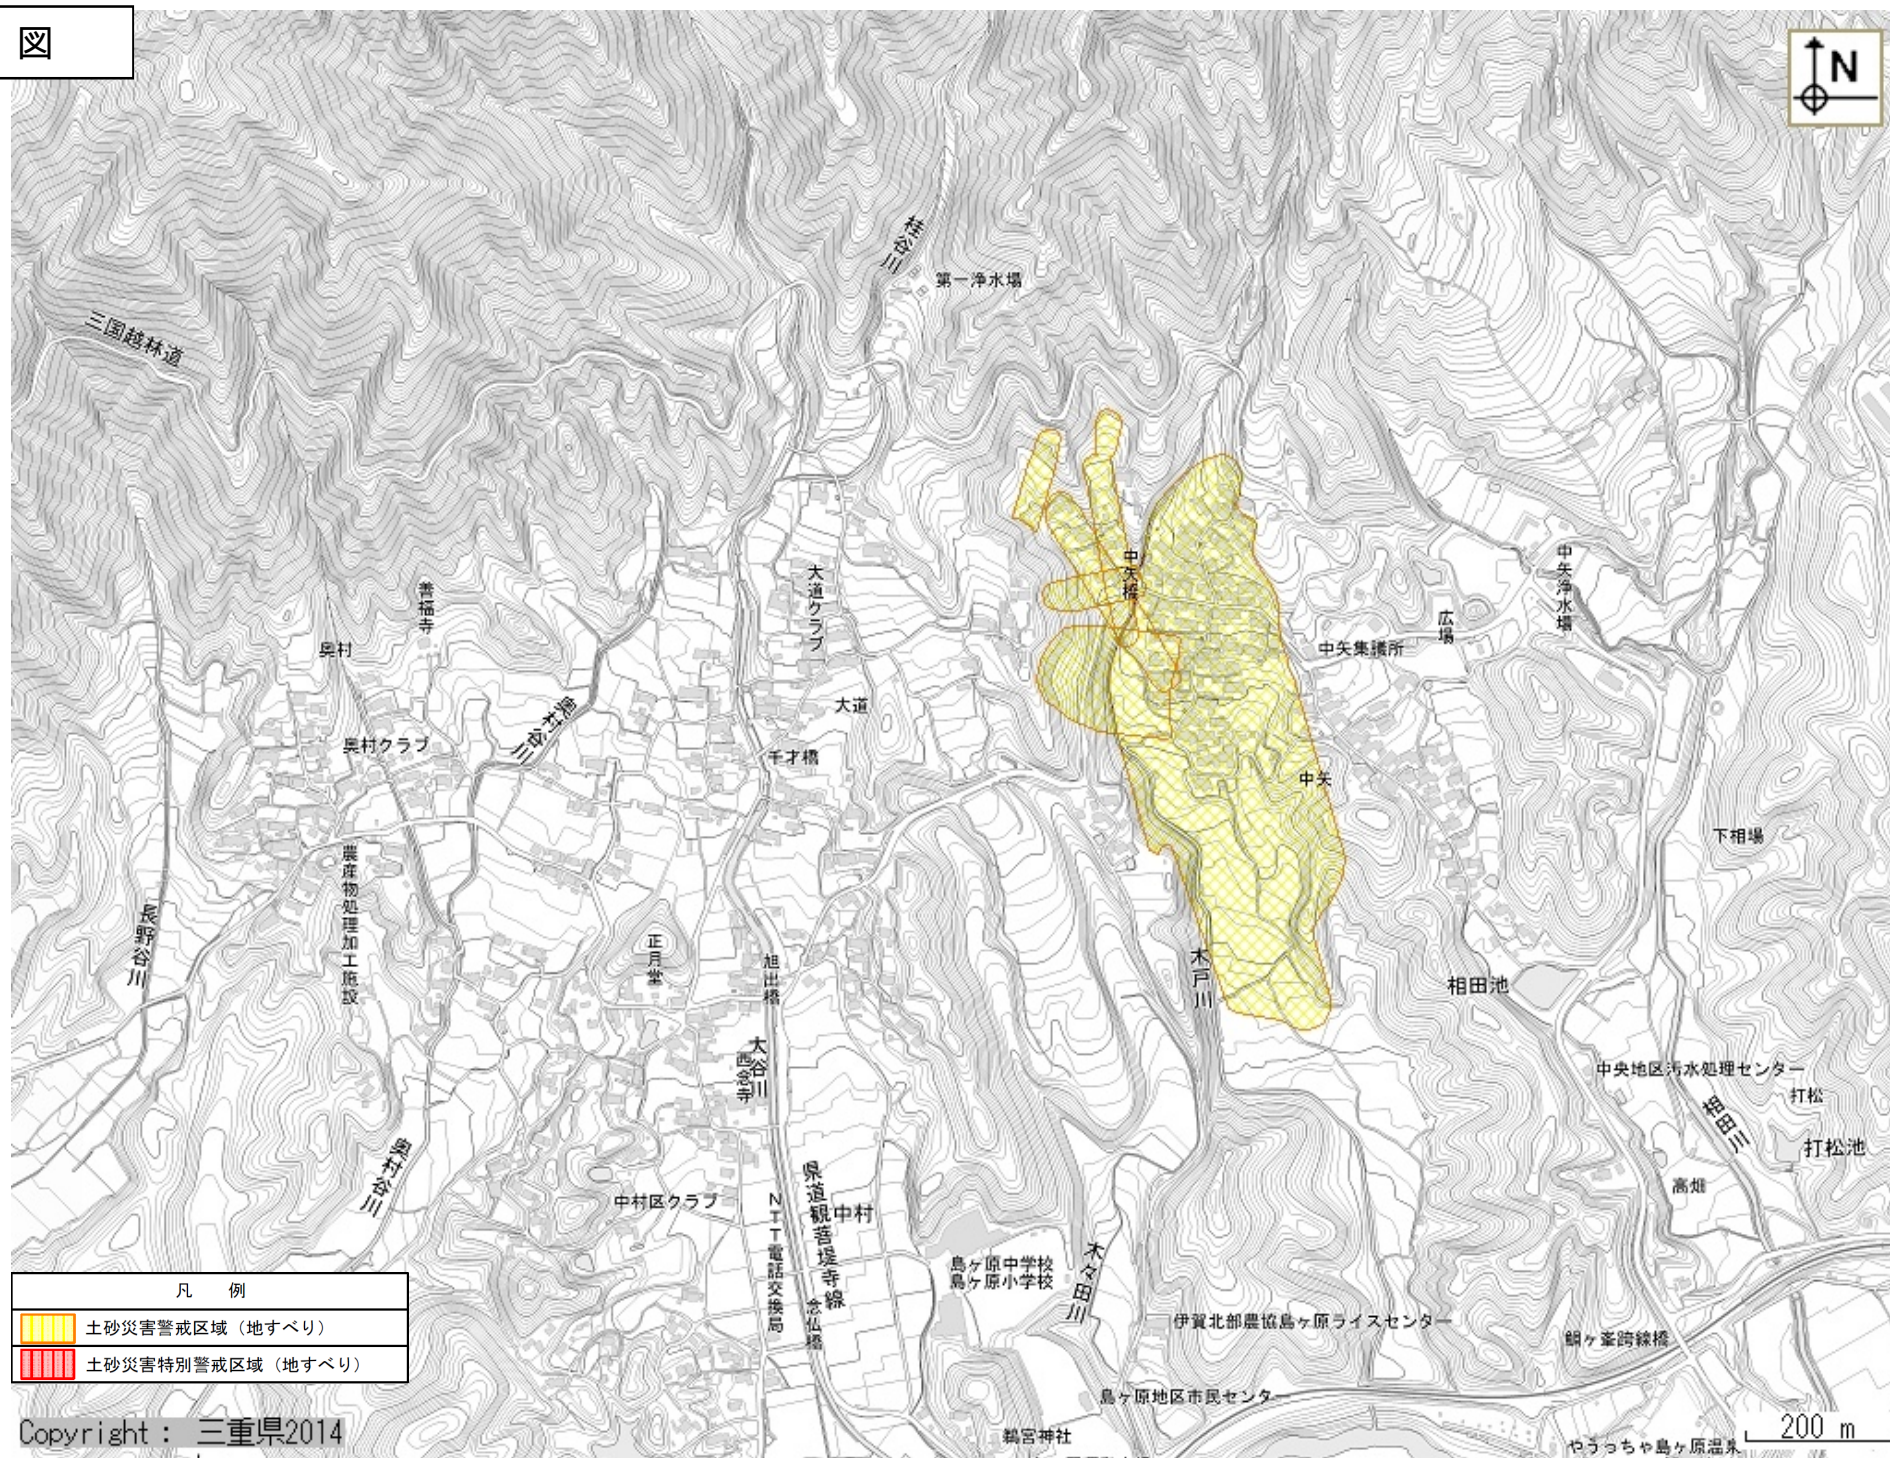 図
N
桂谷川
第一浄水場
三国越林道
中矢橋
大道クラブ
善福寺
奥村
中矢浄水場
広場
中矢集議所
奥村谷川
大道
奥村クラブ
千才橋
中矢
下相場
農産物処理加工施設
長野谷川
正月堂
旭出橋
木戸川
相田池
大谷川
西念寺
中央地区汚水処理センター
打松
相田川
打松池
奥村谷川
県道観菩提寺線
中村
中村区クラブ
NTT電話交換局
高畑
島ヶ原中学校
島ヶ原小学校
木々田川
念仏橋
伊賀北部農協島ヶ原ライスセンター
鯛ヶ峯跨線橋
凡 例
土砂災害警戒区域（地すべり）
土砂災害特別警戒区域（地すべり）
島ヶ原地区市民センター
鵜宮神社
やぅっちゃ島ヶ原温泉
200 m
Copyright： 三重県2014